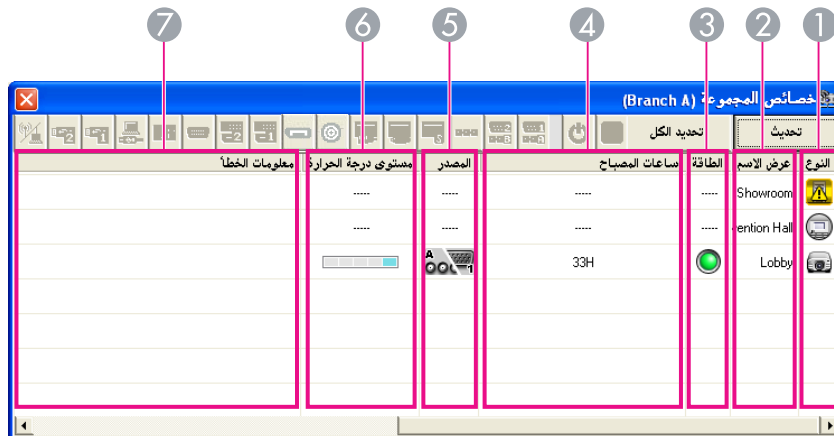 7 6 5 4 3 2 1
خصائص المجموعة (Branch A)
تحديث تحديد الكل
النوع عرض الاسم الطاقة ساعات المصباح المصدر مستوى درجة الحرارة معلومات الخطأ
Showroom ----- ----- ----- -----
ention Hall ----- ----- ----- -----
Lobby 33H A 1